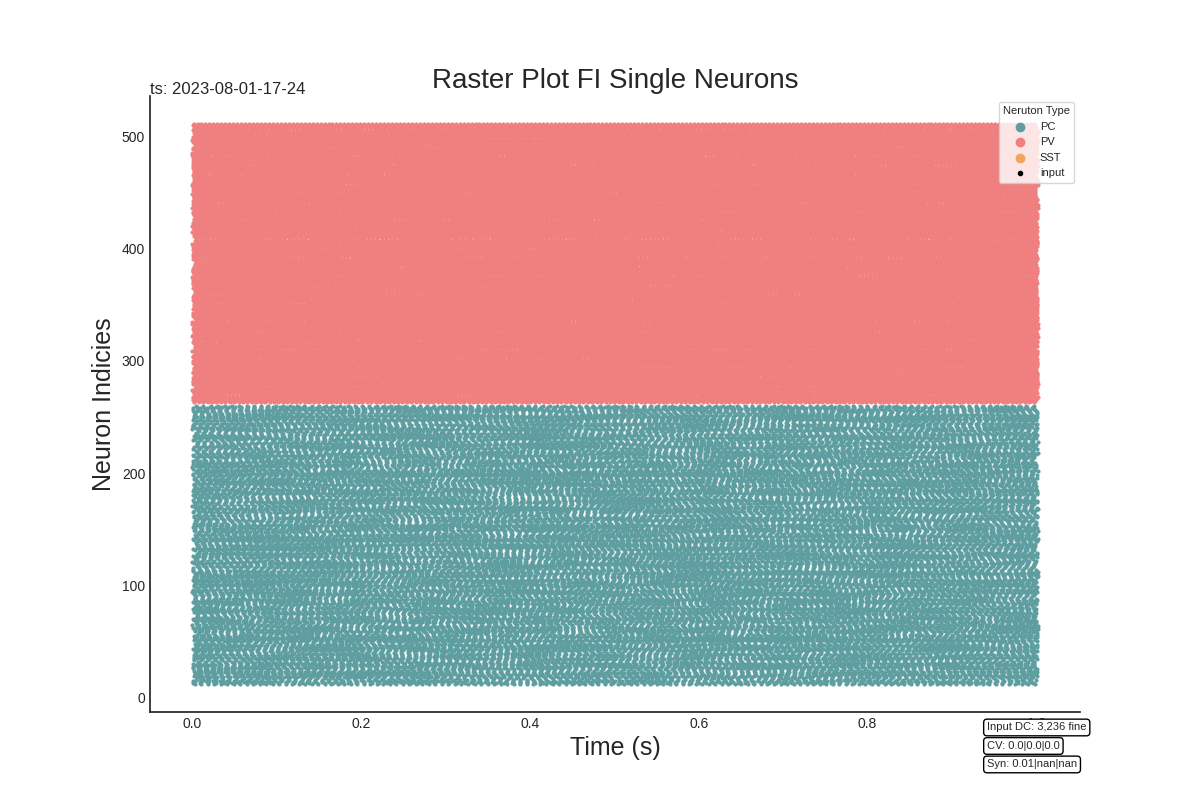 Raster Plot FI Single Neurons
ts: 2023-08-01-17-24
Neruton Type
PC
PV
SST
input
500
400
300
200
100
0
Neuron Indicies
0.0
0.2
0.4
0.6
0.8
Time (s)
Input DC: 3,236 fine
CV: 0.0|0.0|0.0
Syn: 0.01|nan|nan